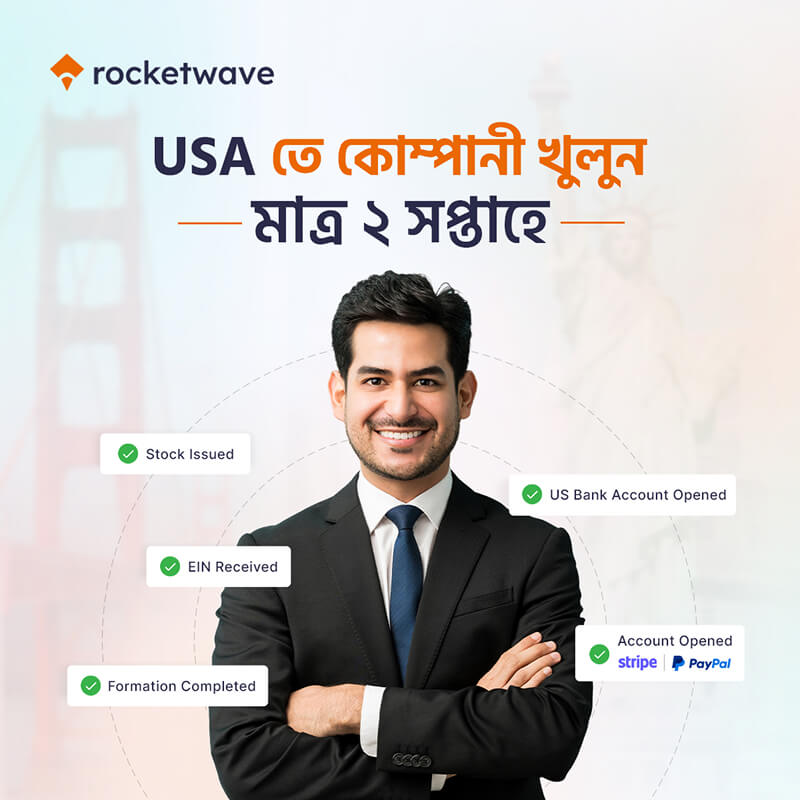 rocketwave
USA তে কোম্পানী খুলুন
মাত্র ২ সপ্তাহে
Stock Issued
US Bank Account Opened
EIN Received
Account Opened
stripe | PayPal
Formation Completed